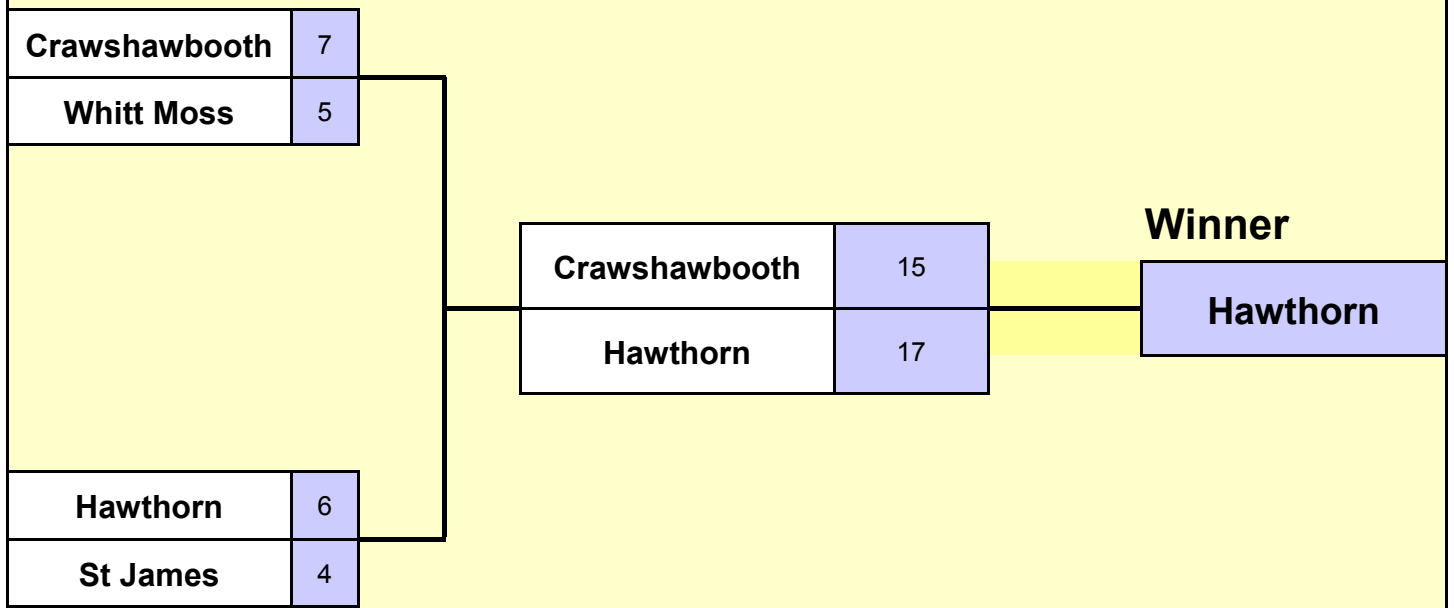 Crawshawbooth 7
Whitt Moss 5
Winner
Crawshawbooth 15
Hawthorn
Hawthorn 17
Hawthorn 6
St James 4